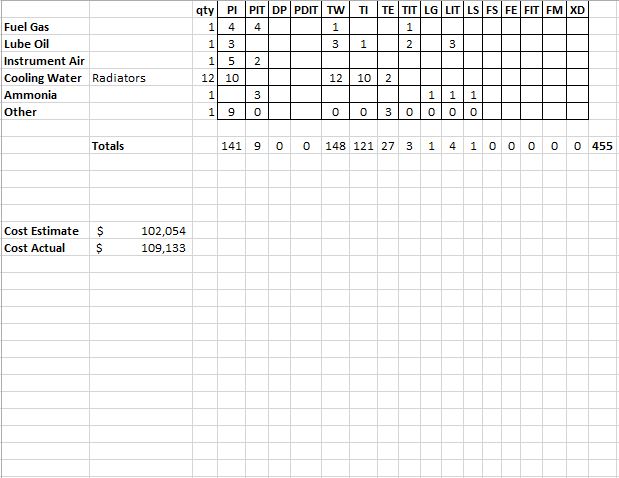 qty PI PIT DP PDIT TW TI TE TIT LG LIT LS FS FE FIT FM XD
Fuel Gas 1 4 4 1 1
Lube Oil 1 3 3 1 2 3
Instrument Air 1 5 2
Cooling Water Radiators 12 10 12 10 2
Ammonia 1 3 1 1 1
Other 1 9 0 0 0 3 0 0 0 0
Totals 141 9 0 0 148 121 27 3 1 4 1 0 0 0 0 0 455
Cost Estimate $ 102,054
Cost Actual $ 109,133